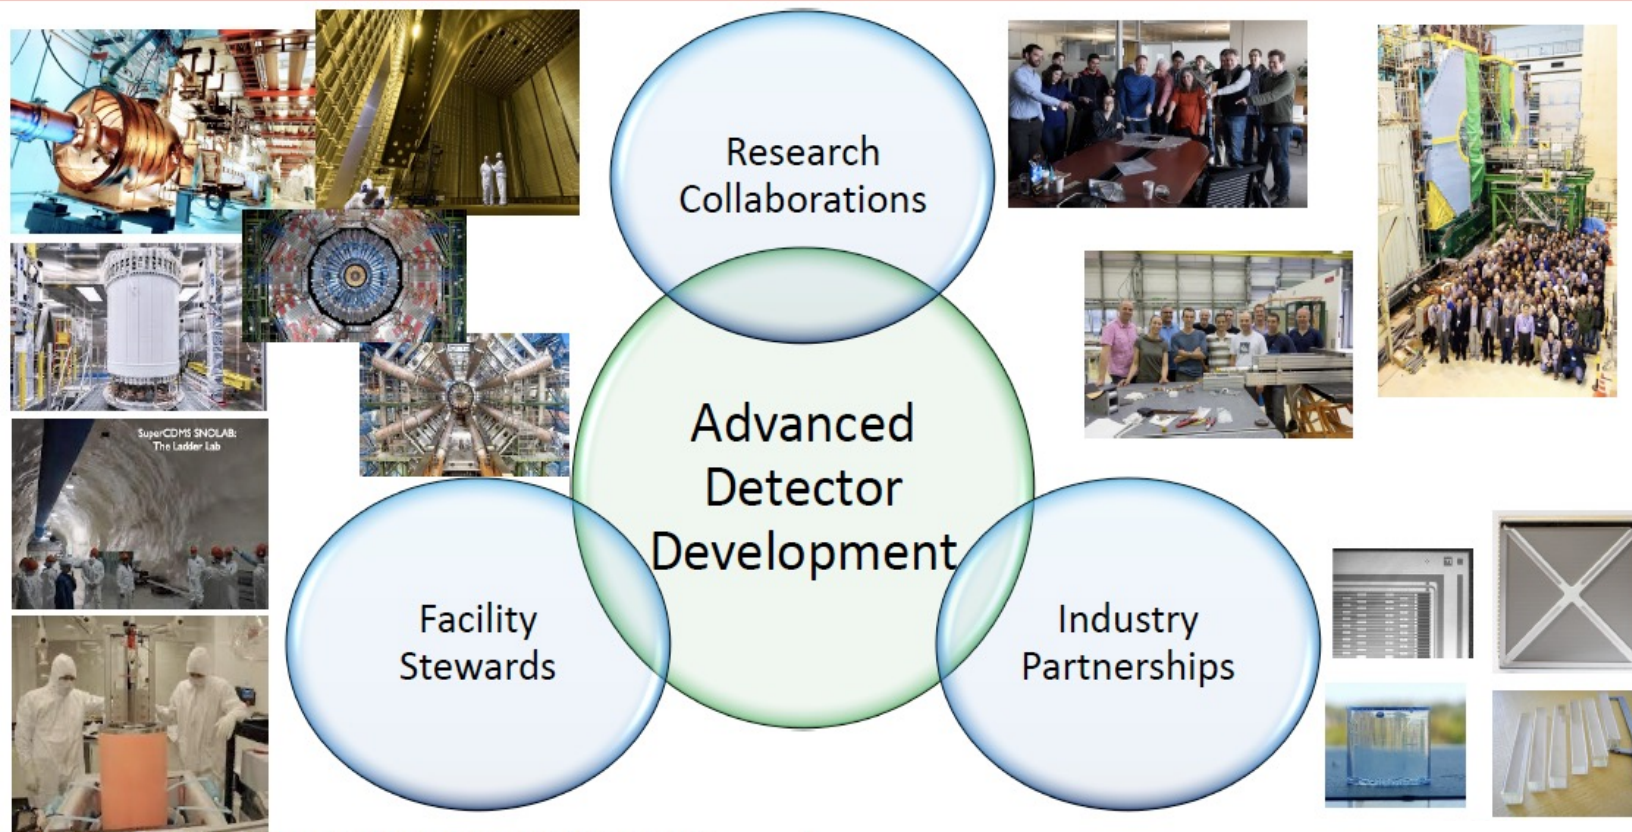 Research
Collaborations
SuperCDMS SNOLAB:
The Ladder Lab
Advanced
Detector
Development
Facility
Stewards
Industry
Partnerships